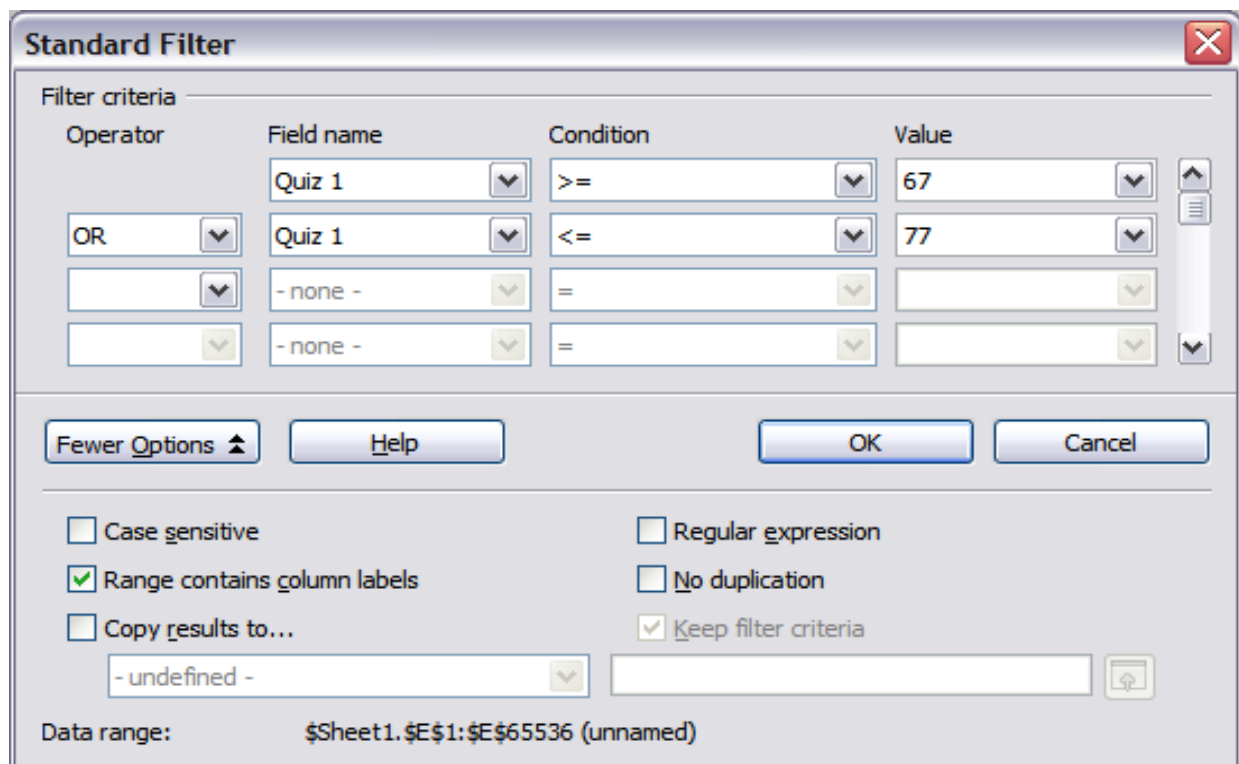 Standard Filter
Filter criteria
Operator Field name Condition Value
Quiz 1 >= 67
OR Quiz 1 <= 77
- none - =
- none - =
Fewer Options Help OK Cancel
Case sensitive Regular expression
Range contains column labels No duplication
Copy results to... Keep filter criteria
- undefined -
Data range: $Sheet1.$E$1:$E$65536 (unnamed)